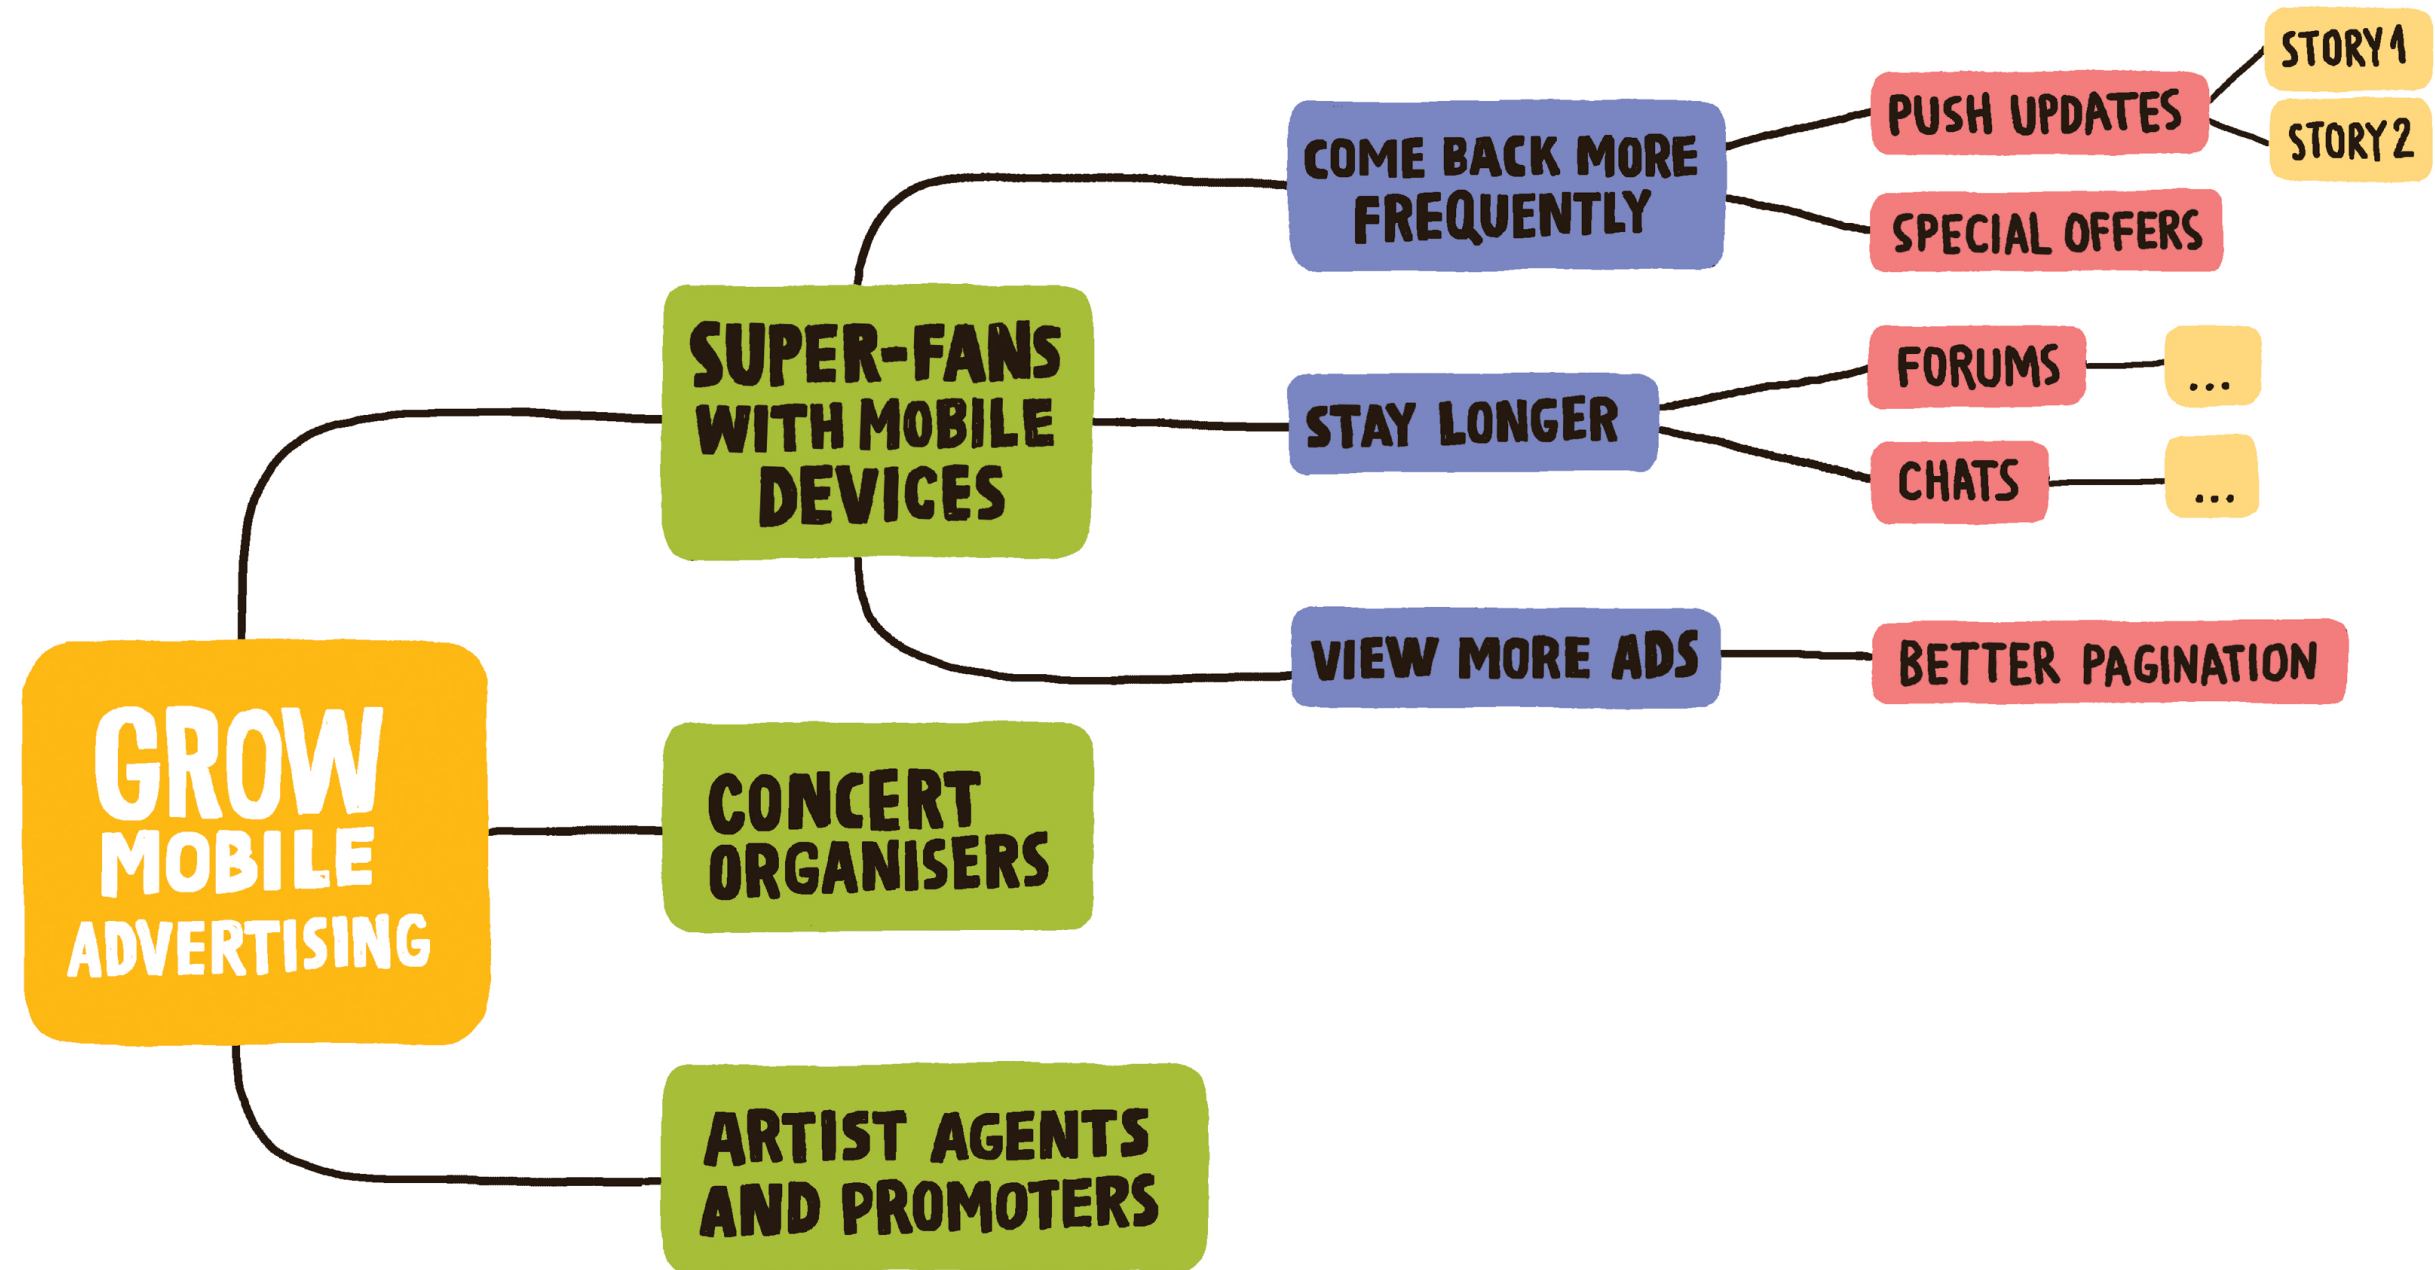 GROW
MOBILE
ADVERTISING
SUPER-FANS
WITH MOBILE
DEVICES
COME BACK MORE
FREQUENTLY
PUSH UPDATES
STORY 1
STORY 2
SPECIAL OFFERS
STAY LONGER
FORUMS
...
CHATS
...
VIEW MORE ADS
BETTER PAGINATION
CONCERT
ORGANISERS
ARTIST AGENTS
AND PROMOTERS